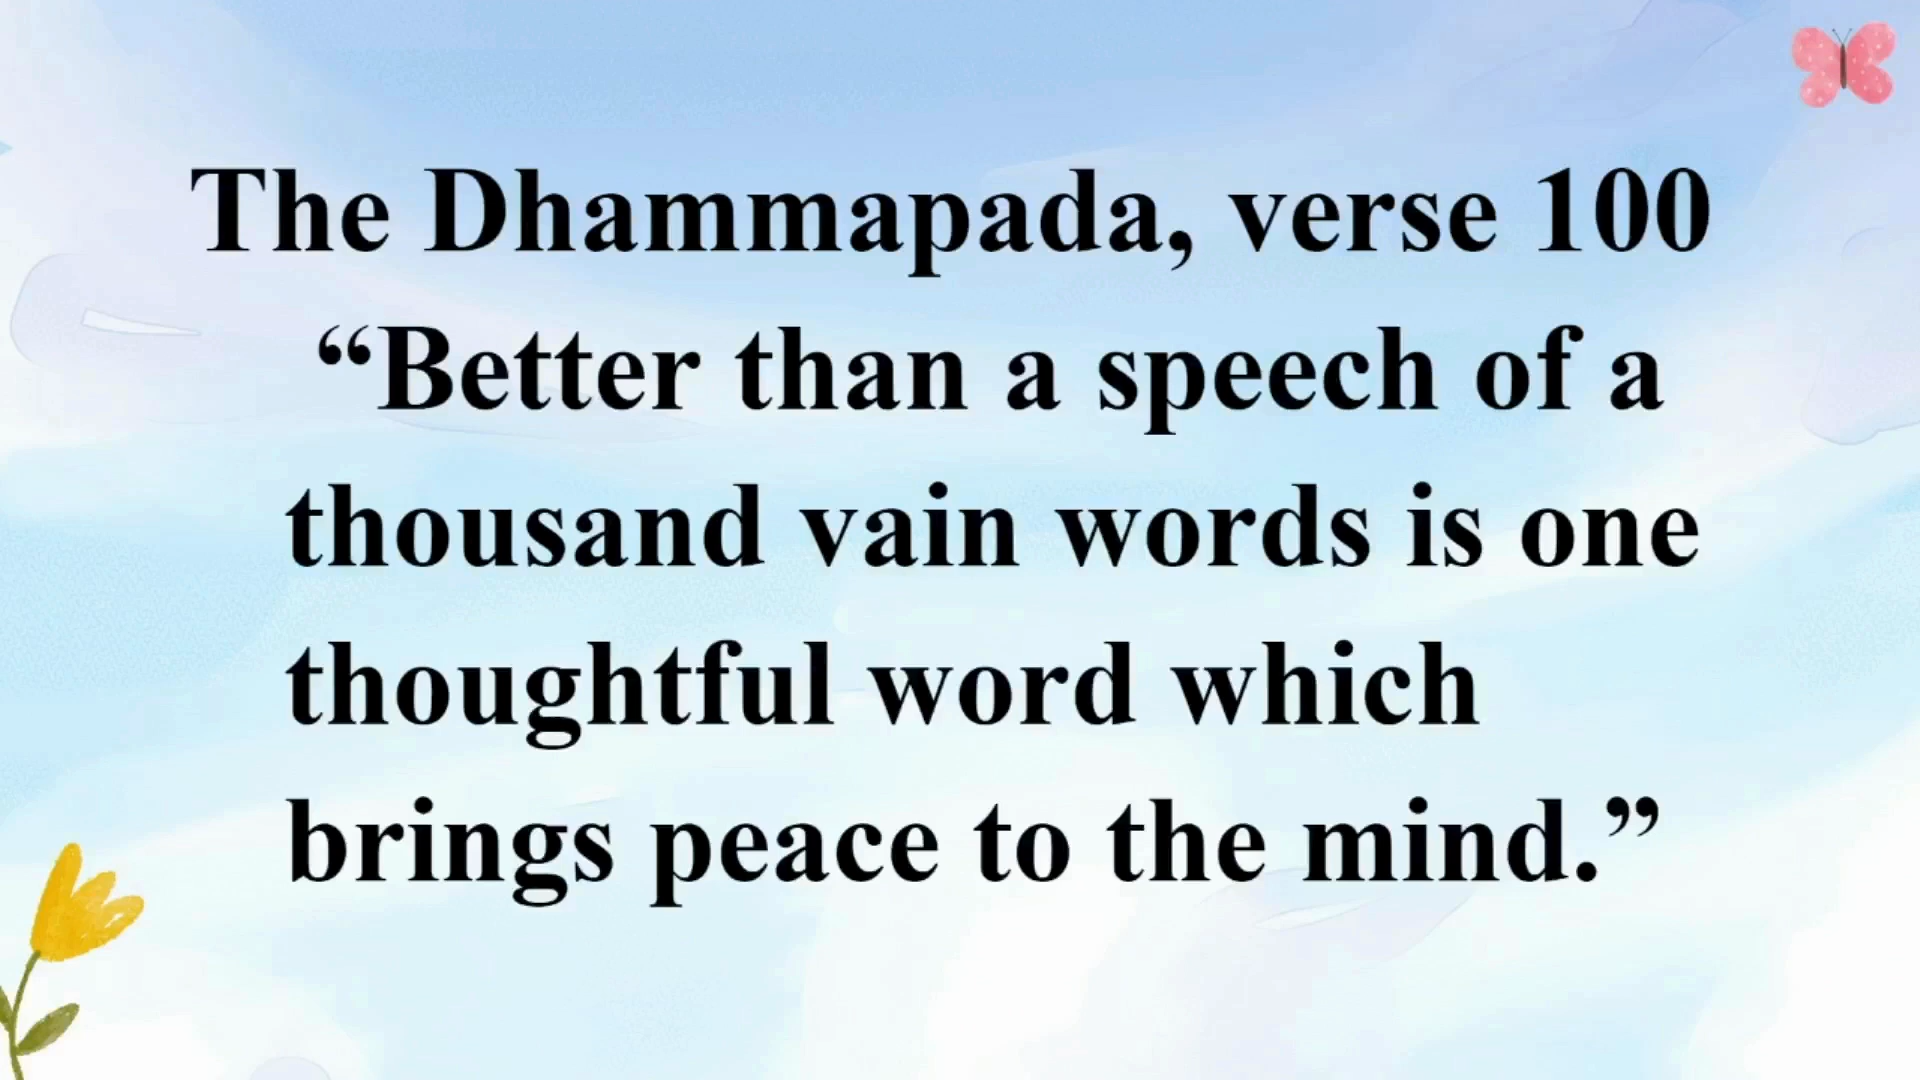 The Dhammapada, verse 100
“Better than a speech of a
thousand vain words is one
thoughtful word which
brings peace to the mind.”